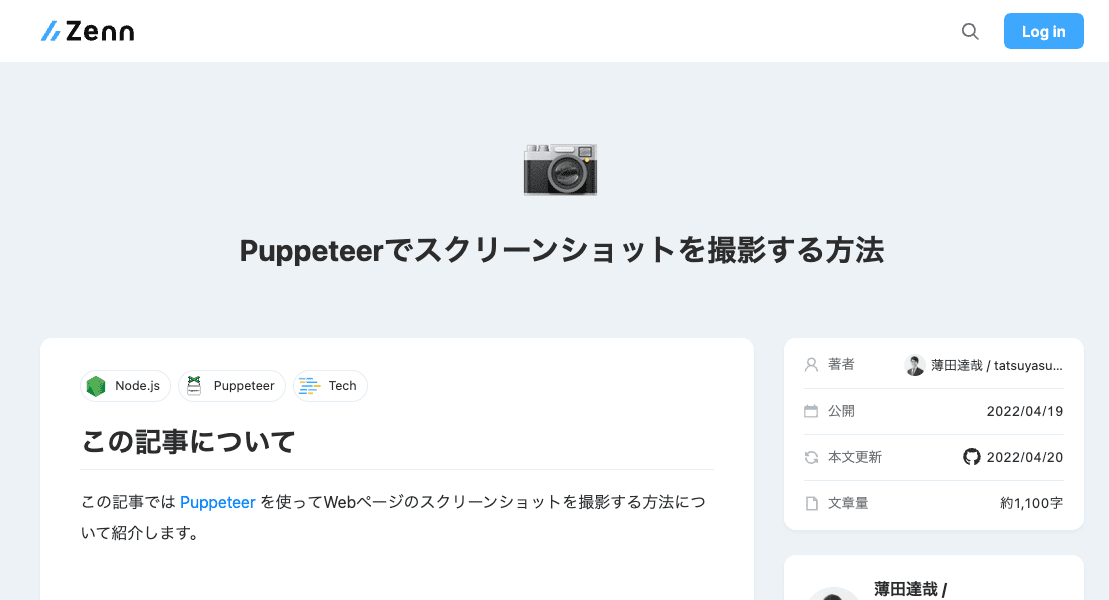 Zenn
Log in
Puppeteerでスクリーンショットを撮影する方法
Node.js
Puppeteer
Tech
この記事について
この記事では Puppeteer を使ってWebページのスクリーンショットを撮影する方法につ
いて紹介します。
著者 薄田達哉 / tatsuyasu...
公開 2022/04/19
本文更新 2022/04/20
文章量 約1,100字
薄田達哉 /